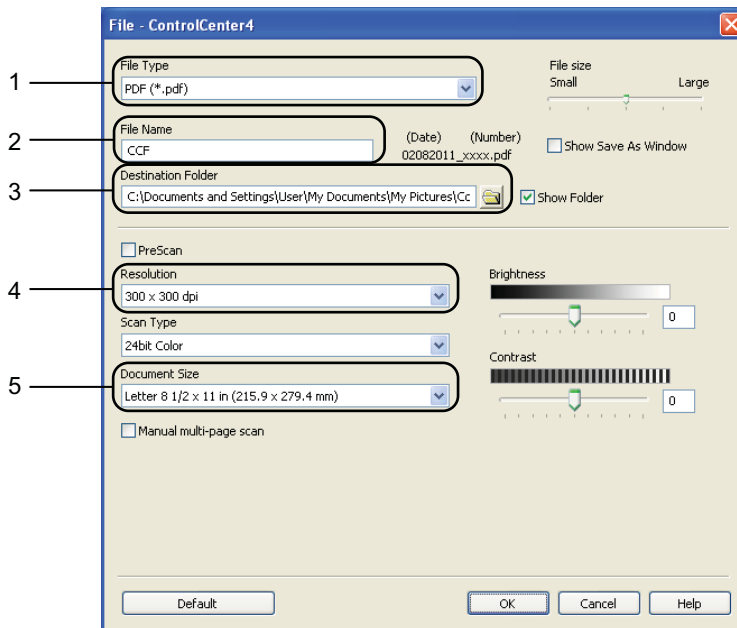 File - ControlCenter4
1
File Type
PDF (*.pdf)
File size
Small Large
2
File Name
CCF
(Date) (Number)
02082011_xxxx.pdf
Show Save As Window
3
Destination Folder
C:\Documents and Settings\User\My Documents\My Pictures\Cc
Show Folder
PreScan
4
Resolution
300 x 300 dpi
Brightness
0
Scan Type
24bit Color
Contrast
0
5
Document Size
Letter 8 1/2 x 11 in (215.9 x 279.4 mm)
Manual multi-page scan
Default OK Cancel Help